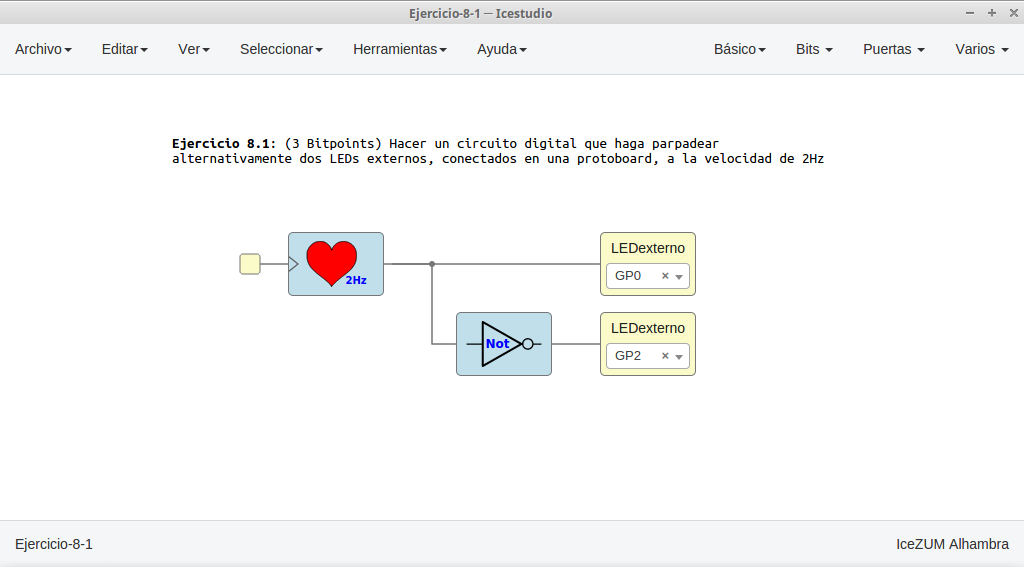 Ejercicio-8-1 — Icestudio
Archivo Editar Ver Seleccionar Herramientas Ayuda Básico Bits Puertas Varios
Ejercicio 8.1: (3 Bitpoints) Hacer un circuito digital que haga parpadear
alternativamente dos LEDs externos, conectados en una protoboard, a la velocidad de 2Hz
2Hz
LEDexterno
GP0
Not
LEDexterno
GP2
Ejercicio-8-1 IceZUM Alhambra